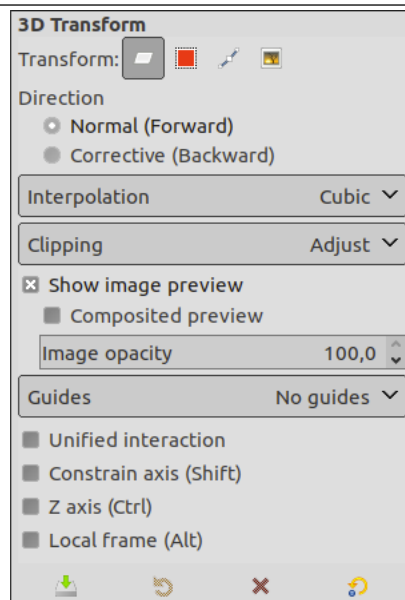 3D Transform
Transform:
Direction
Normal (Forward)
Corrective (Backward)
Interpolation Cubic
Clipping Adjust
Show image preview
Composited preview
Image opacity 100,0
Guides No guides
Unified interaction
Constrain axis (Shift)
Z axis (Ctrl)
Local frame (Alt)